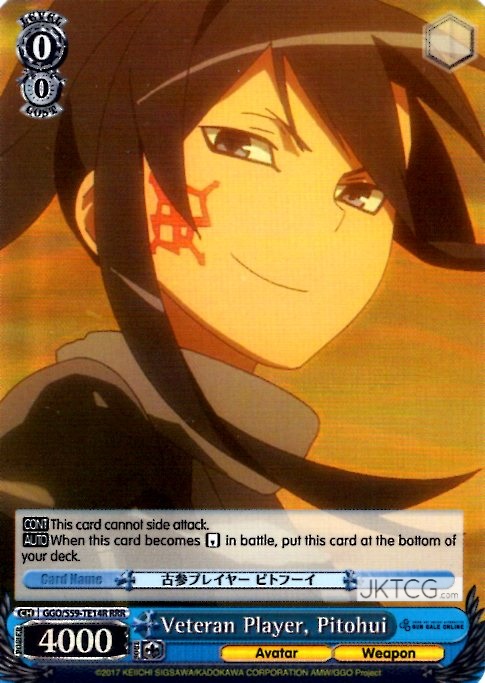 LEVEL
0
0
COST
CONT This card cannot side attack.
AUTO When this card becomes in battle, put this card at the bottom of
your deck.
Card Name
古参プレイヤー ピトフーイ
JKTCG.com
CH GGO/S59-TE14R RRR
POWER
4000
SOUL
Veteran Player, Pitohui
GUN GALE ONLINE
Avatar
Weapon
©2017 KEIICHI SIGSAWA/KADOKAWA CORPORATION AMW/GGO Project